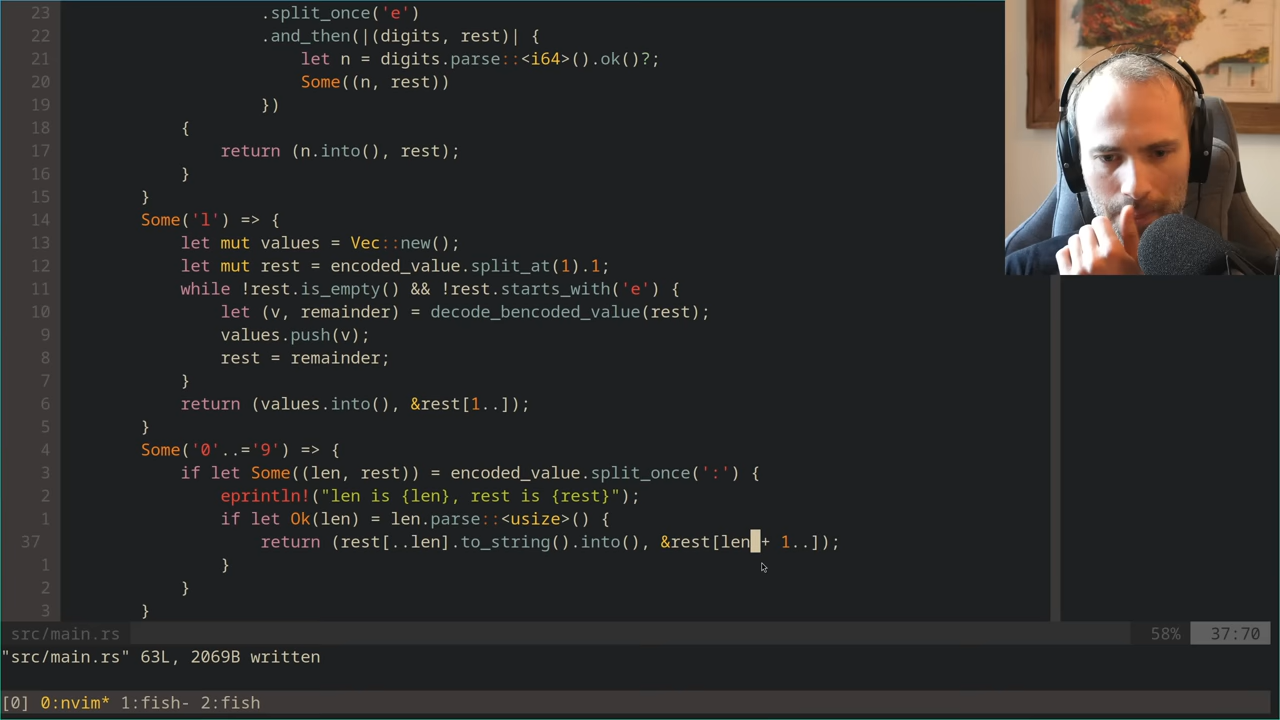 23                    .split_once('e')
22                    .and_then(|(digits, rest)| {
21                        let n = digits.parse::<i64>().ok()?;
20                        Some((n, rest))
19                    })
18            {
17                return (n.into(), rest);
16            }
15        }
14        Some('l') => {
13            let mut values = Vec::new();
12            let mut rest = encoded_value.split_at(1).1;
11            while !rest.is_empty() && !rest.starts_with('e') {
10                let (v, remainder) = decode_bencoded_value(rest);
9                values.push(v);
8                rest = remainder;
7            }
6            return (values.into(), &rest[1..]);
5        }
4        Some('0'..='9') => {
3            if let Some((len, rest)) = encoded_value.split_once(':') {
2                eprintln!("len is {len}, rest is {rest}");
1                if let Ok(len) = len.parse::<usize>() {
37                    return (rest[..len].to_string().into(), &rest[len + 1..]);
1                }
2            }
3        }
src/main.rs 58% 37:70
"src/main.rs" 63L, 2069B written
[0] 0:nvim* 1:fish- 2:fish